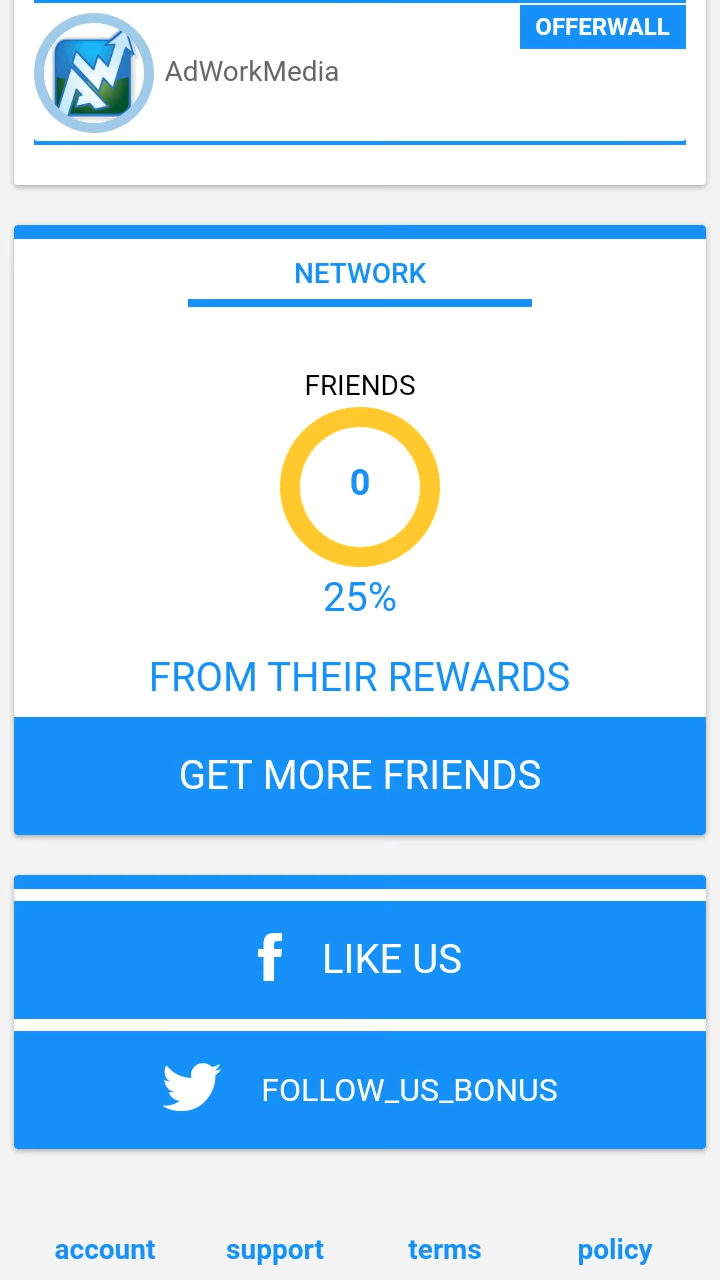 OFFERWALL
AdWorkMedia
NETWORK
FRIENDS
0
25%
FROM THEIR REWARDS
GET MORE FRIENDS
LIKE US
FOLLOW_US_BONUS
account support terms policy